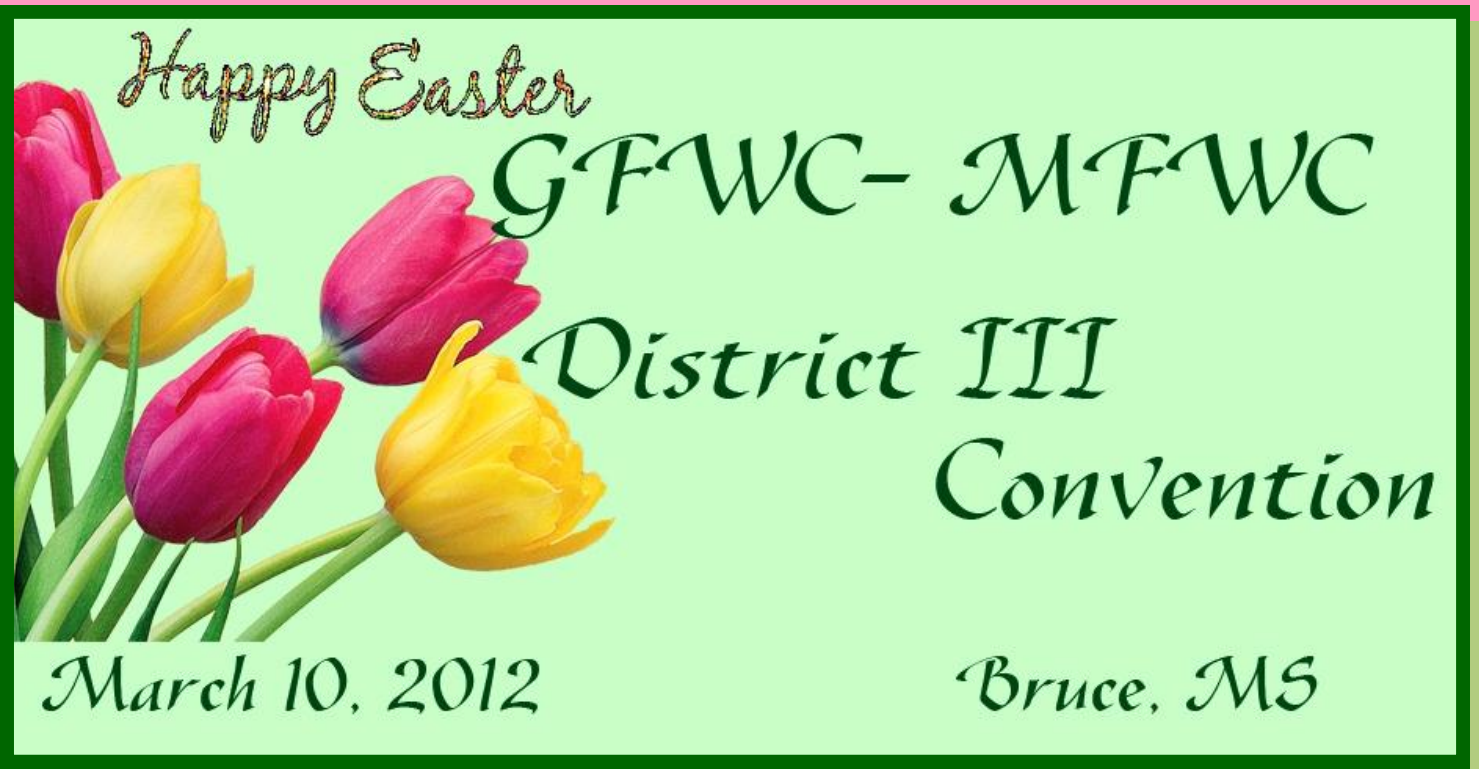 Happy Easter
GFWC- MFWC
District III
Convention
March 10, 2012
Bruce, MS